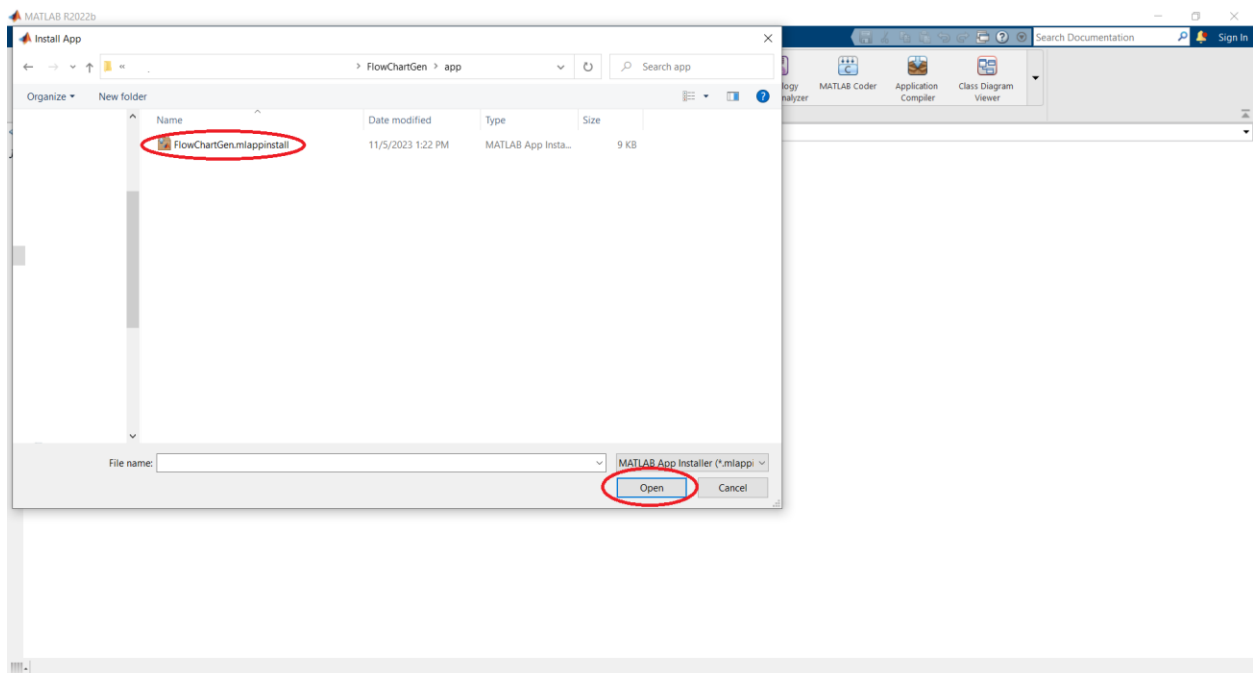 MATLAB R2022b
Install App
Search Documentation
Sign In
« > FlowChartGen > app
Search app
MATLAB Coder
Application Compiler
Class Diagram Viewer
Organize New folder
Name Date modified Type Size
FlowChartGen.mlappinstall 11/5/2023 1:22 PM MATLAB App Insta... 9 KB
File name: MATLAB App Installer (*.mlappi
Open Cancel